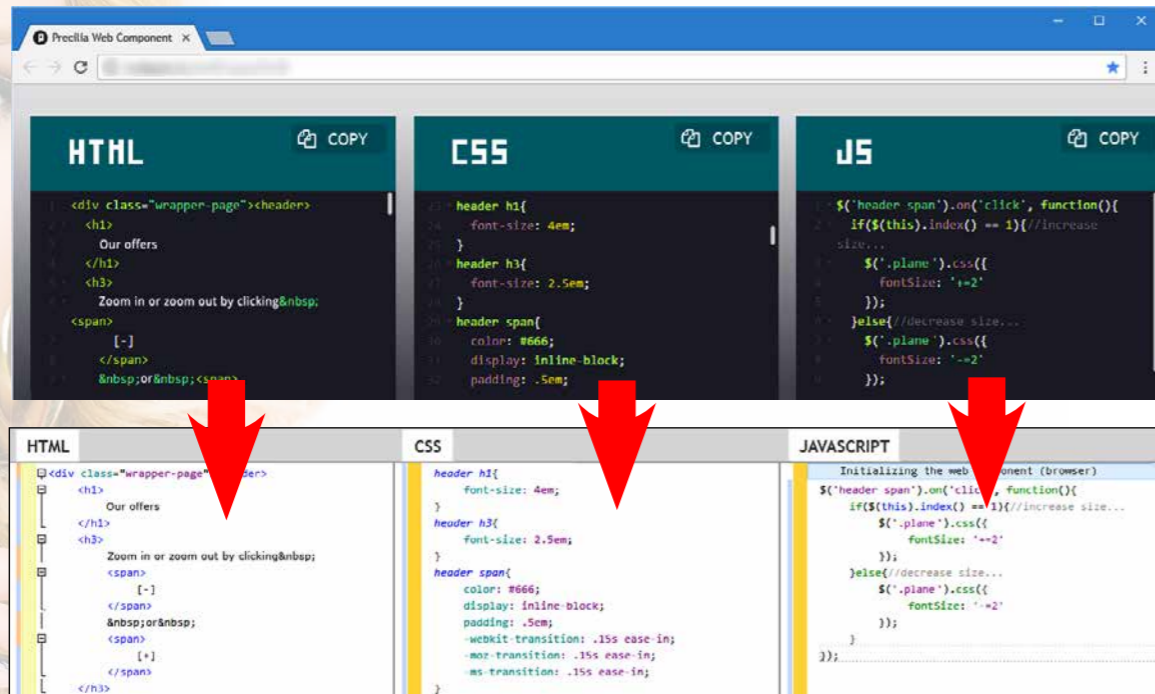 Precilla Web Component
HTML
COPY
<div class="wrapper-page"><header>
<h1>
Our offers
</h1>
<h3>
Zoom in or zoom out by clicking&nbsp;
<span>
[-]
</span>
&nbsp;or&nbsp;<span>
CSS
COPY
header h1{
font-size: 4em;
}
header h3{
font-size: 2.5em;
}
header span{
color: #666;
display: inline-block;
padding: .5em;
JS
COPY
$('header span').on('click', function(){
if($(this).index() == 1){//increase
size...
$('.plane').css({
fontSize: '+=2'
});
}else{//decrease size...
$('.plane').css({
fontSize: '-=2'
});
HTML
<div class="wrapper-page"
<h1>
Our offers
</h1>
<h3>
Zoom in or zoom out by clicking&nbsp;
<span>
[-]
</span>
&nbsp;or&nbsp;
<span>
[+]
</span>
</h3>
CSS
header h1{
font-size: 4em;
}
header h3{
font-size: 2.5em;
}
header span{
color: #666;
display: inline-block;
padding: .5em;
-webkit-transition: .15s ease-in;
-moz-transition: .15s ease-in;
-ms-transition: .15s ease-in;
}
JAVASCRIPT
Initializing the web component (browser)
$('header span').on('click', function(){
if($(this).index() == 1){//increase size...
$('.plane').css({
fontSize: '+=2'
});
}else{//decrease size...
$('.plane').css({
fontSize: '-=2'
});
}
});